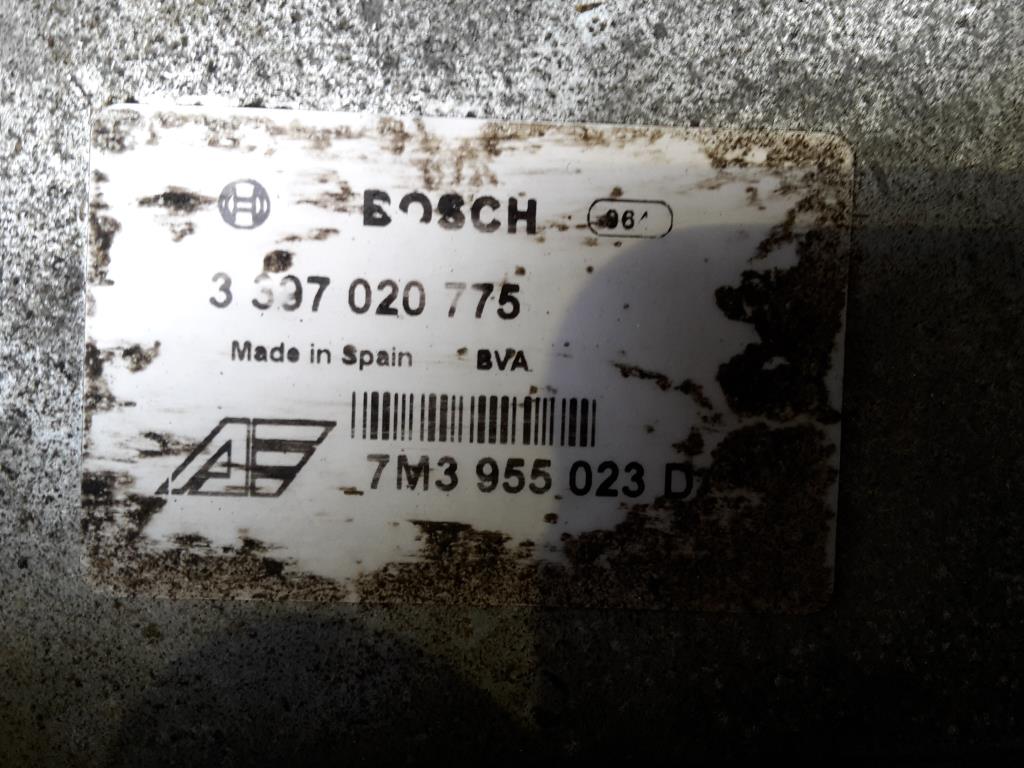 BOSCH
3 397 020 775
Made in Spain BVA
7M3 955 023 D